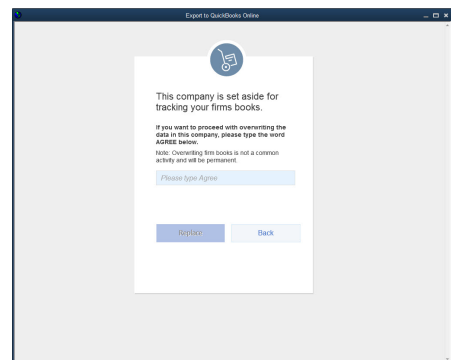 Export to QuickBooks Online
This company is set aside for
tracking your firms books.
If you want to proceed with overwriting the
data in this company, please type the word
AGREE below.
Note: Overwriting firm books is not a common
activity and will be permanent.
Please type Agree
Replace
Back